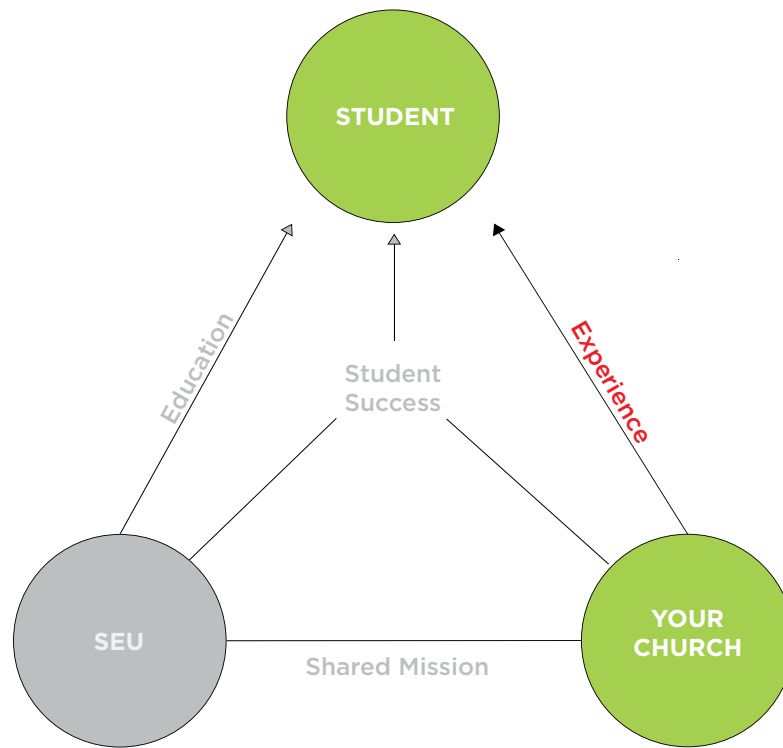 STUDENT
Education
Experience
Student
Success
SEU
YOUR
CHURCH
Shared Mission